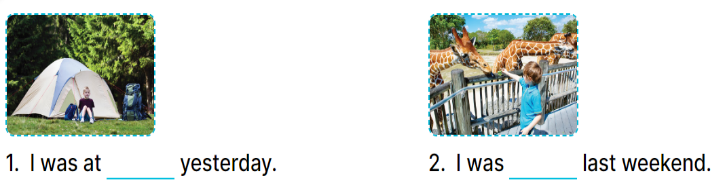 1. I was at ______ yesterday.
2. I was ______ last weekend.